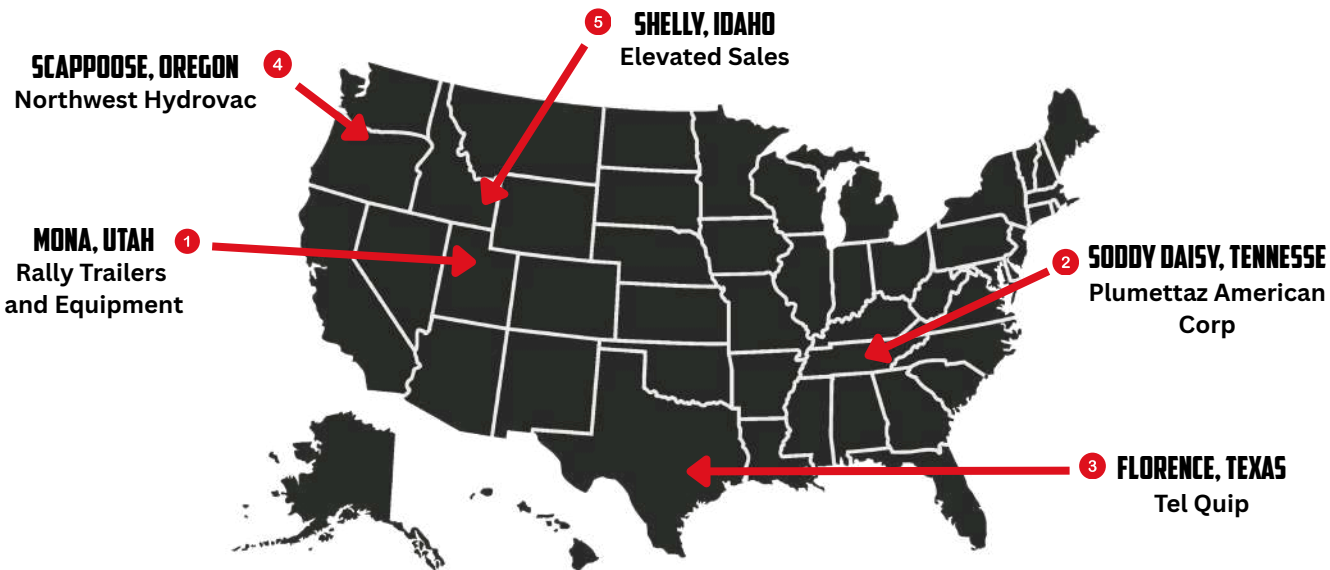 5
SHELLY, IDAHO
Elevated Sales
4
SCAPPOOSE, OREGON
Northwest Hydrovac
1
MONA, UTAH
Rally Trailers
and Equipment
2
SODDY DAISY, TENNESSE
Plumettaz American
Corp
3
FLORENCE, TEXAS
Tel Quip